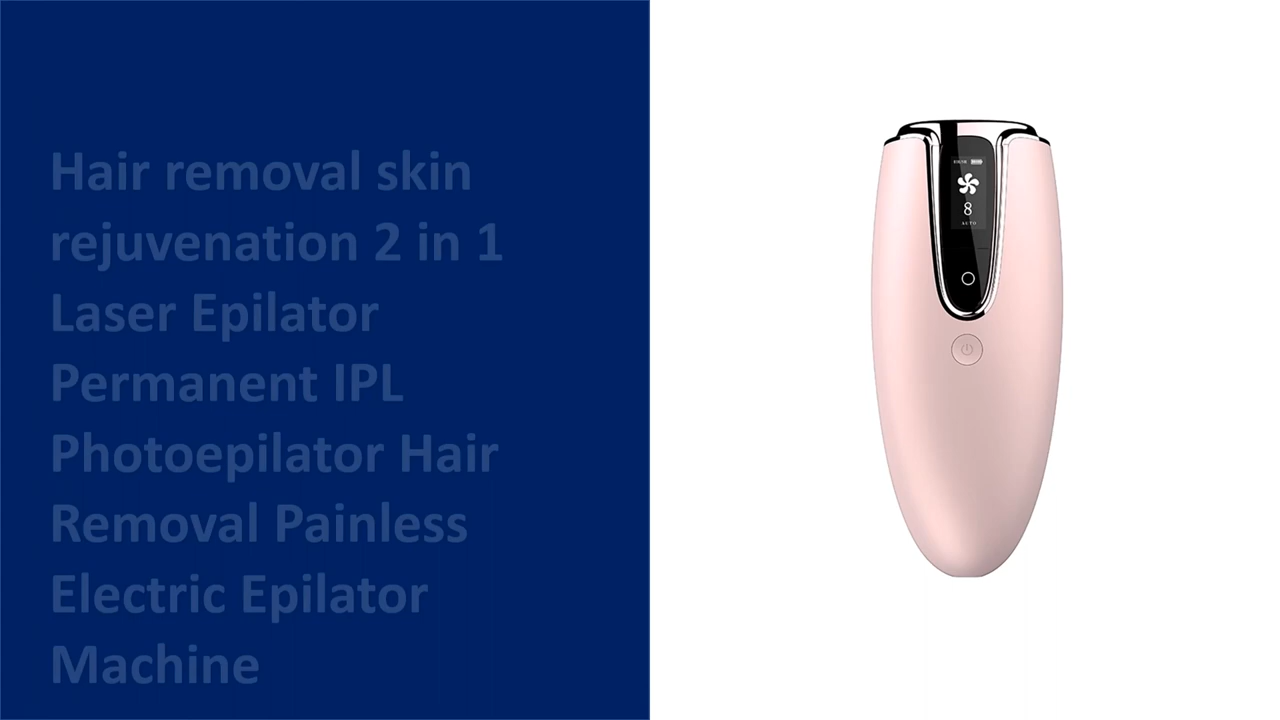 Hair removal skin
rejuvenation 2 in 1
Laser Epilator
Permanent IPL
Photoepilator Hair
Removal Painless
Electric Epilator
Machine
8
AUTO